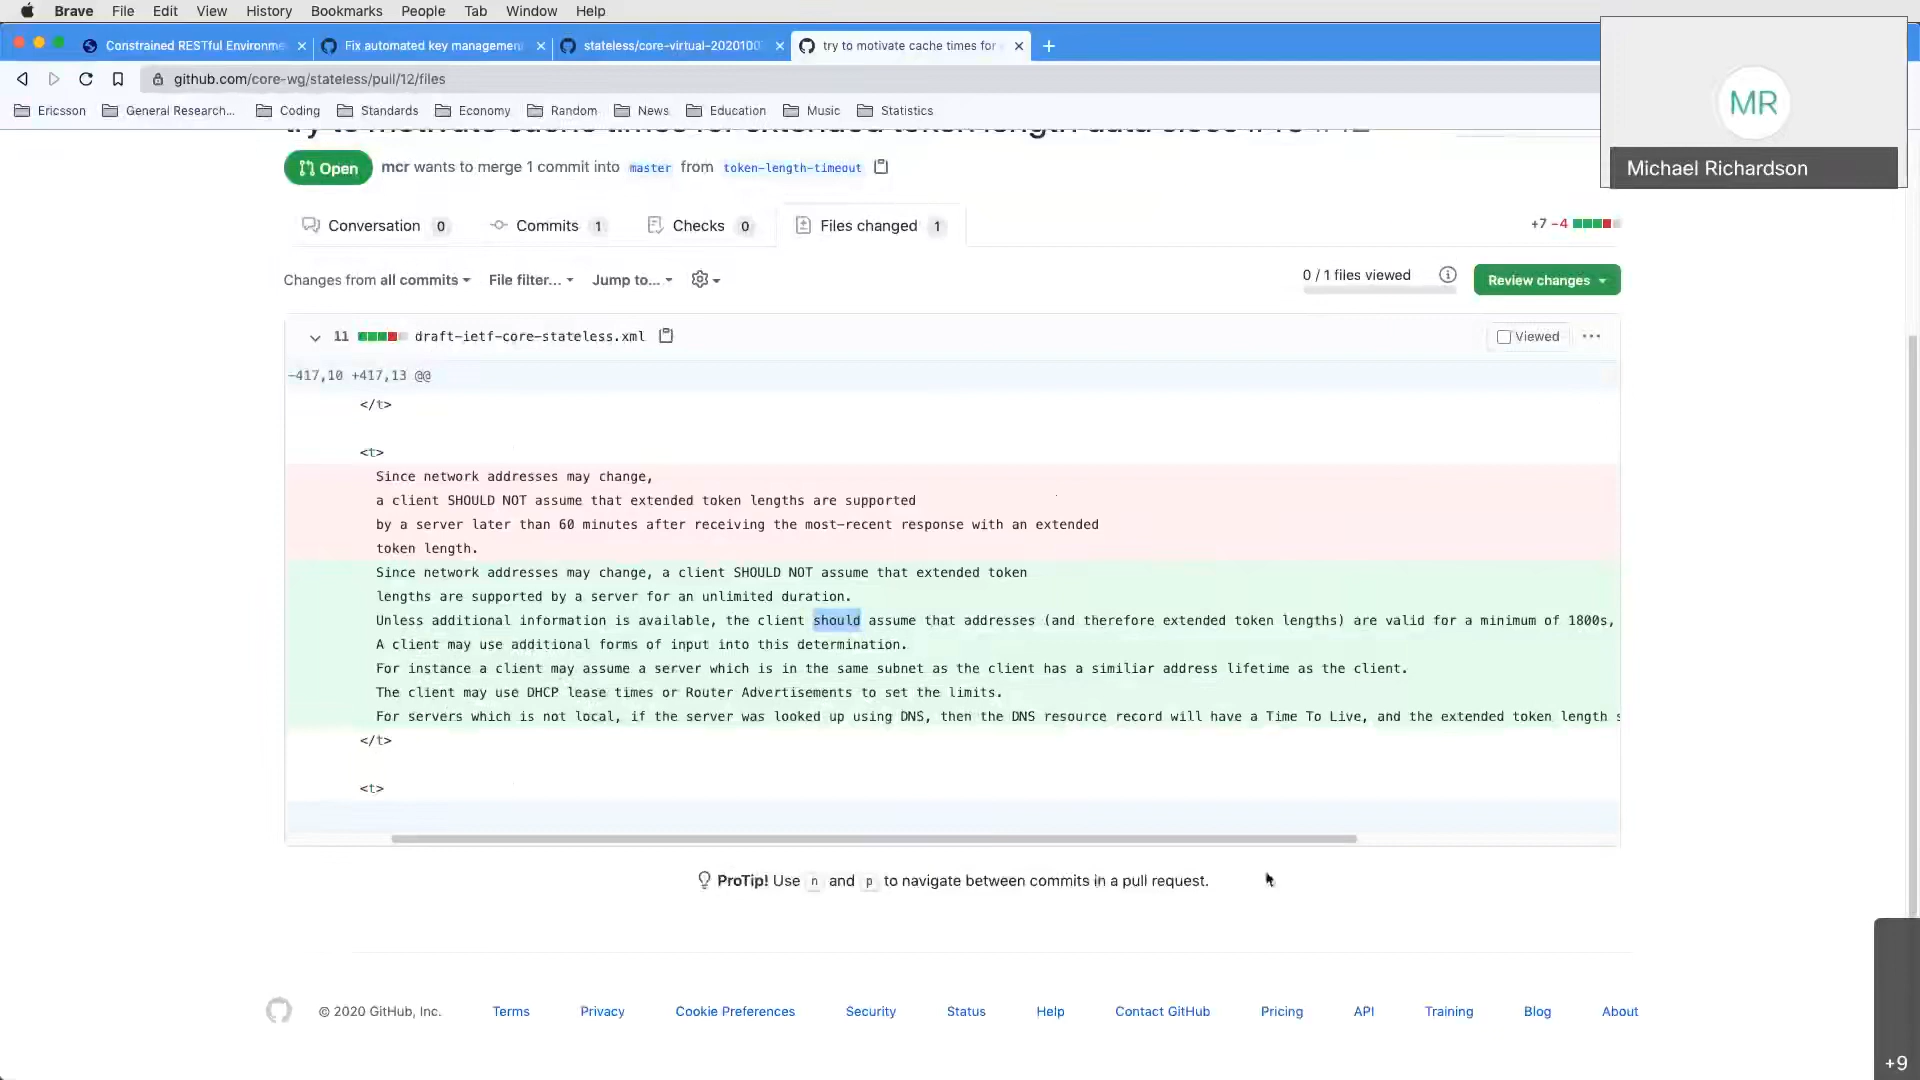 Brave File Edit View History Bookmarks People Tab Window Help
Constrained RESTful Environme
Fix automated key managemen
stateless/core-virtual-2020100
try to motivate cache times for
github.com/core-wg/stateless/pull/12/files
Ericsson General Research... Coding Standards Economy Random News Education Music Statistics
MR
Michael Richardson
try to motivate cache times for extended token length data
Open mcr wants to merge 1 commit into master from token-length-timeout
Conversation 0 Commits 1 Checks 0 Files changed 1 +7 −4
Changes from all commits File filter... Jump to... 0 / 1 files viewed Review changes
11 draft-ietf-core-stateless.xml Viewed ...
-417,10 +417,13 @@
</t>
<t>
Since network addresses may change,
a client SHOULD NOT assume that extended token lengths are supported
by a server later than 60 minutes after receiving the most-recent response with an extended
token length.
Since network addresses may change, a client SHOULD NOT assume that extended token
lengths are supported by a server for an unlimited duration.
Unless additional information is available, the client should assume that addresses (and therefore extended token lengths) are valid for a minimum of 1800s,
A client may use additional forms of input into this determination.
For instance a client may assume a server which is in the same subnet as the client has a similiar address lifetime as the client.
The client may use DHCP lease times or Router Advertisements to set the limits.
For servers which is not local, if the server was looked up using DNS, then the DNS resource record will have a Time To Live, and the extended token length s
</t>
<t>
ProTip! Use n and p to navigate between commits in a pull request.
© 2020 GitHub, Inc. Terms Privacy Cookie Preferences Security Status Help Contact GitHub Pricing API Training Blog About
+9